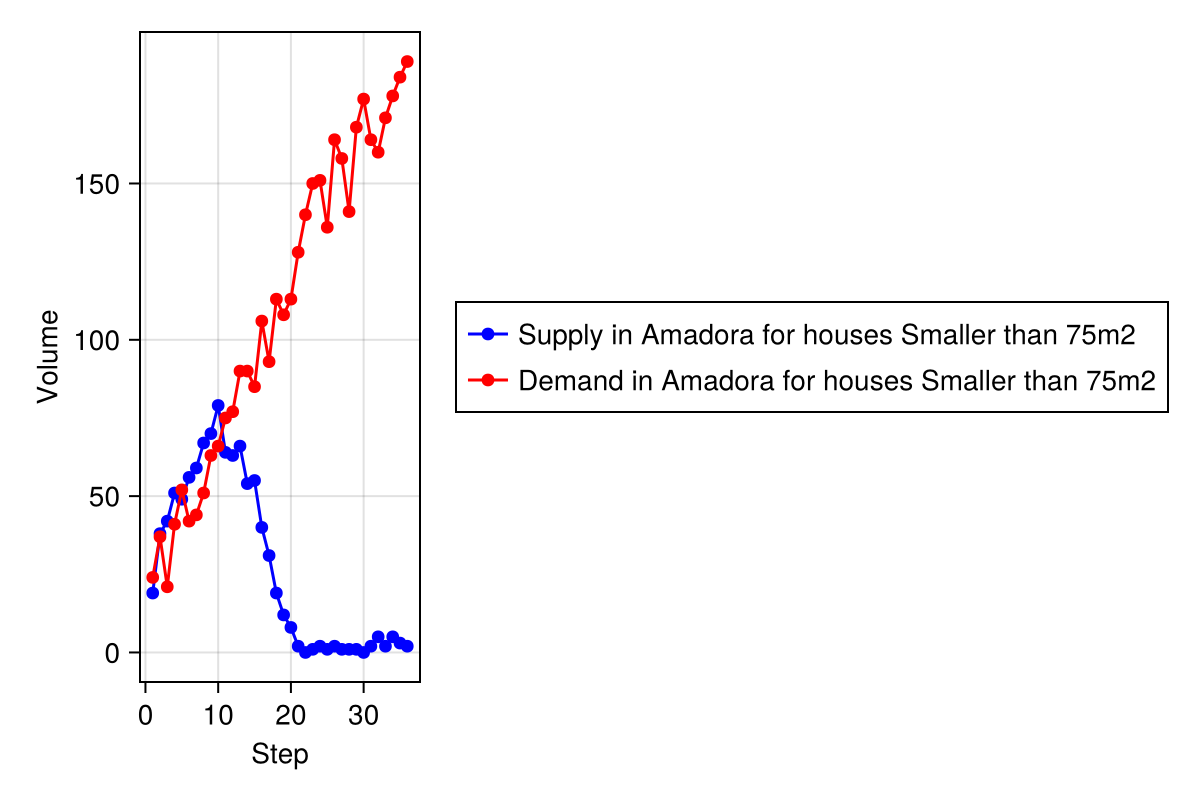 Volume
150
100
50
0
0 10 20 30
Step
Supply in Amadora for houses Smaller than 75m2
Demand in Amadora for houses Smaller than 75m2